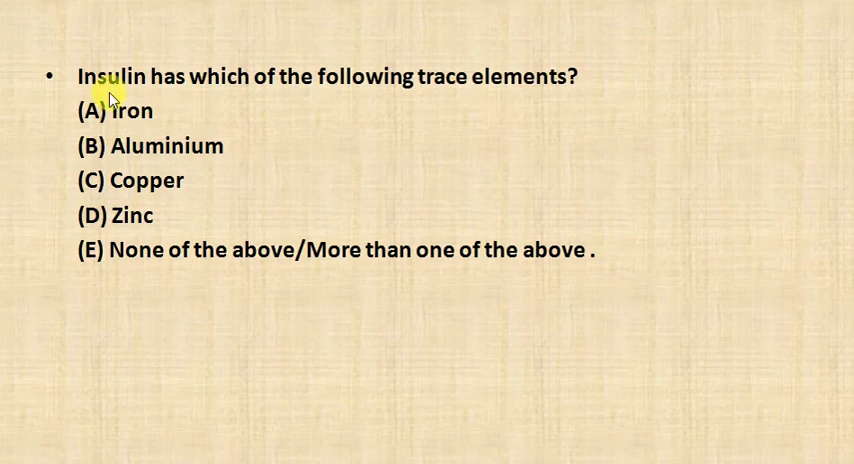 • Insulin has which of the following trace elements?
(A) Iron
(B) Aluminium
(C) Copper
(D) Zinc
(E) None of the above/More than one of the above .